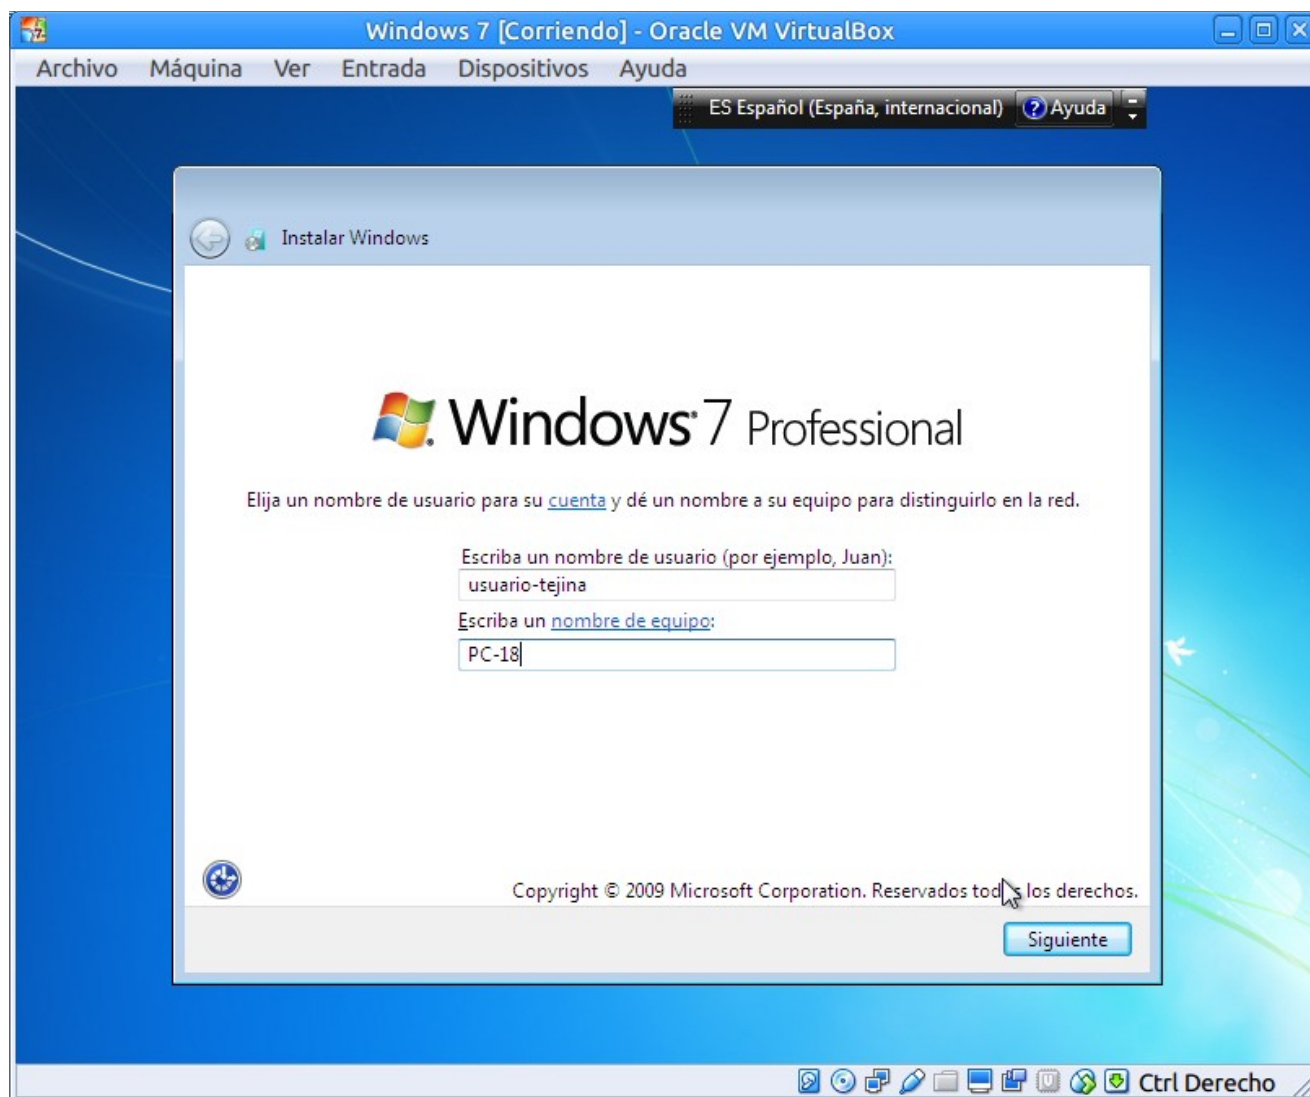 Windows 7 [Corriendo] - Oracle VM VirtualBox
Archivo Máquina Ver Entrada Dispositivos Ayuda
ES Español (España, internacional) ? Ayuda
Instalar Windows
Windows 7 Professional
Elija un nombre de usuario para su cuenta y dé un nombre a su equipo para distinguirlo en la red.
Escriba un nombre de usuario (por ejemplo, Juan):
usuario-tejina
Escriba un nombre de equipo:
PC-18
Copyright © 2009 Microsoft Corporation. Reservados todos los derechos.
Siguiente
Ctrl Derecho